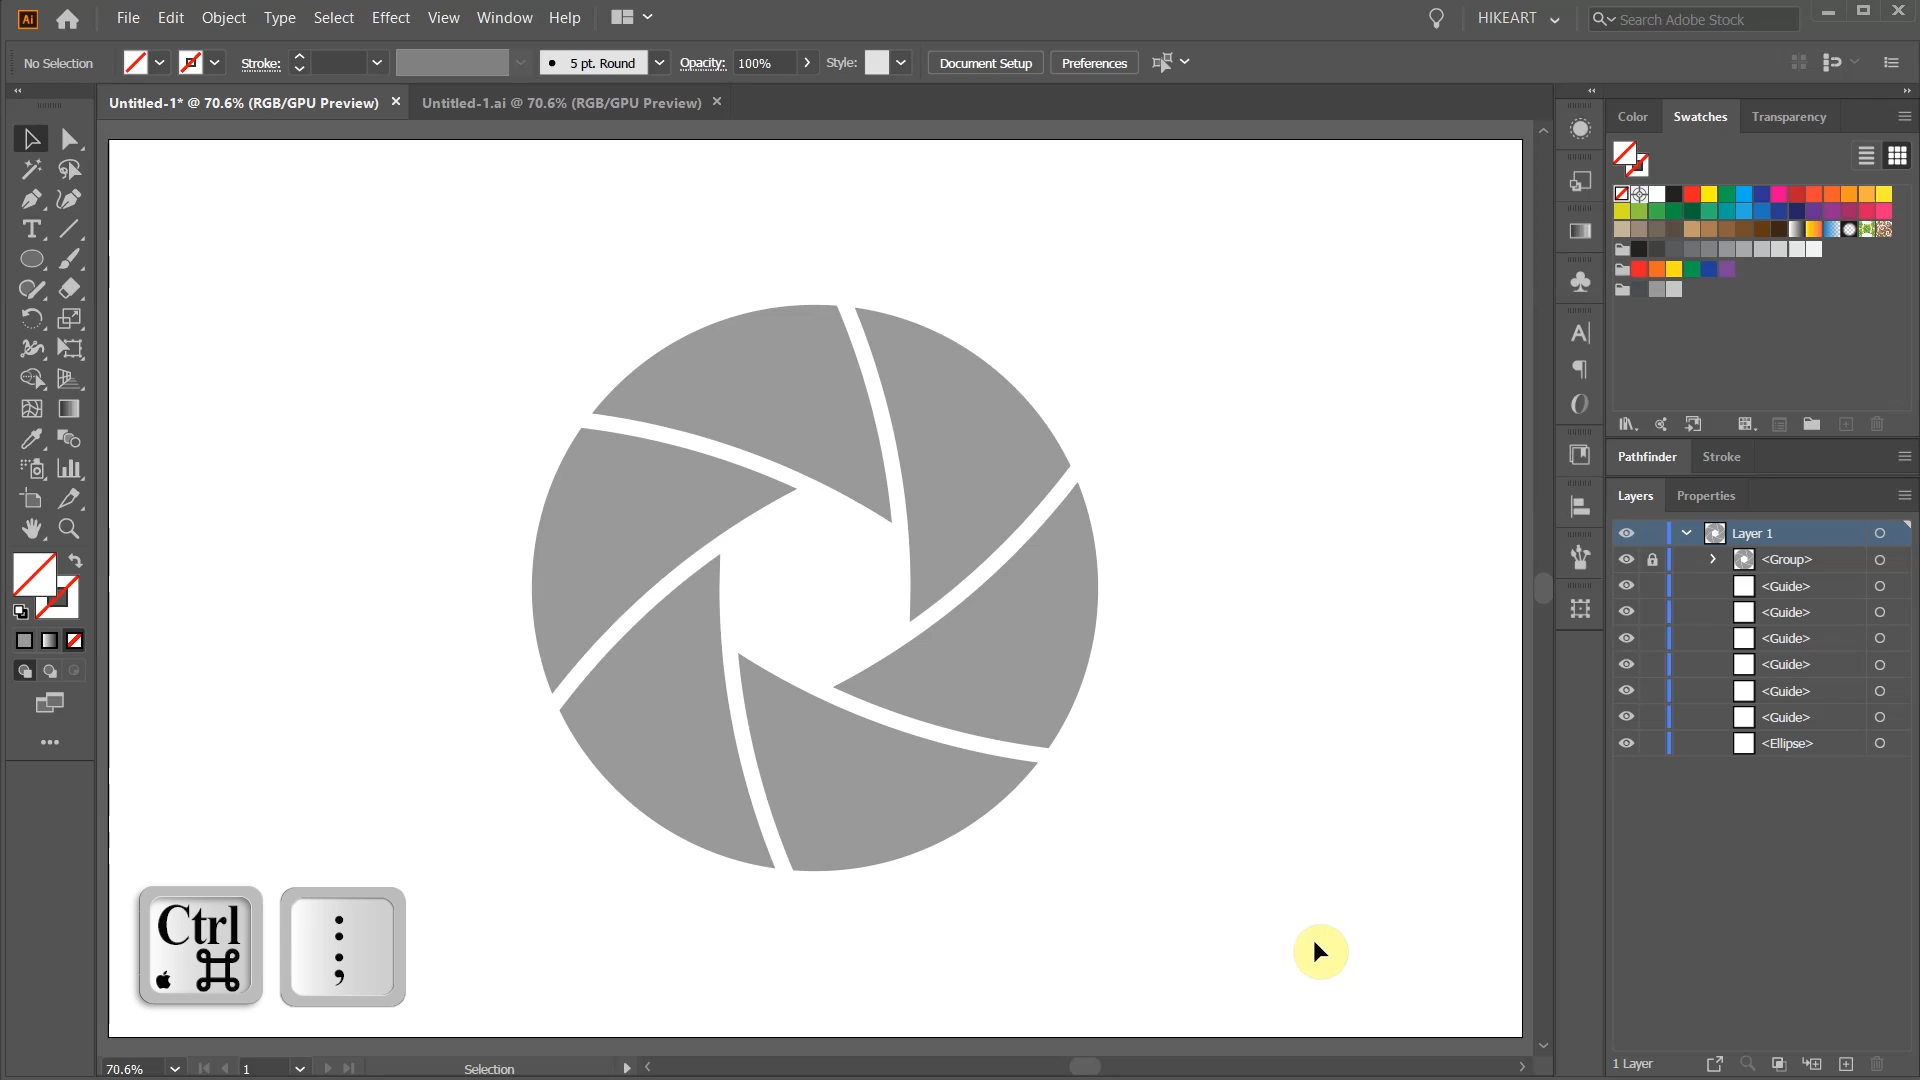 Ai File Edit Object Type Select Effect View Window Help HIKEART Search Adobe Stock
No Selection Stroke: 5 pt. Round Opacity: 100% Style: Document Setup Preferences
Untitled-1* @ 70.6% (RGB/GPU Preview) × Untitled-1.ai @ 70.6% (RGB/GPU Preview) ×
Color Swatches Transparency
Pathfinder Stroke
Layers Properties
Layer 1
<Group>
<Guide>
<Guide>
<Guide>
<Guide>
<Guide>
<Guide>
<Ellipse>
Ctrl
⌘
:
;
70.6% 1 Selection
1 Layer